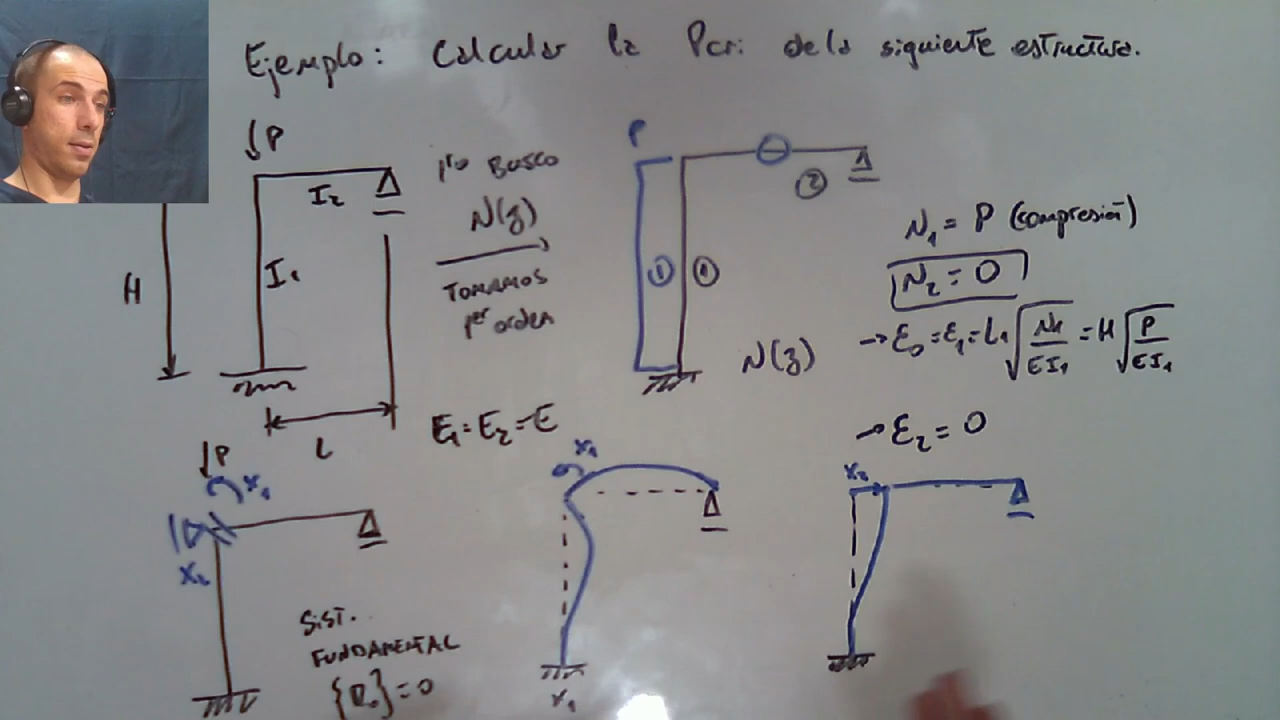 Ejemplo: Calcular la Pcri de la siguiente estructura.
P
I₂
I₁
H
L
1ro Busco
N(z)
Tomamos
1er orden
E₁=E₂=E
P
①
①
②
N(z)
N₁ = P (compresión)
N₂ = 0
→ε₀=ε₁=L₁√(N₁/EI₁)=H√(P/EI₁)
→ε₂=0
P
x₁
x₂
Sist.
FUNDAMENTAL
{R₀}=0
x₁
x₁
x₂